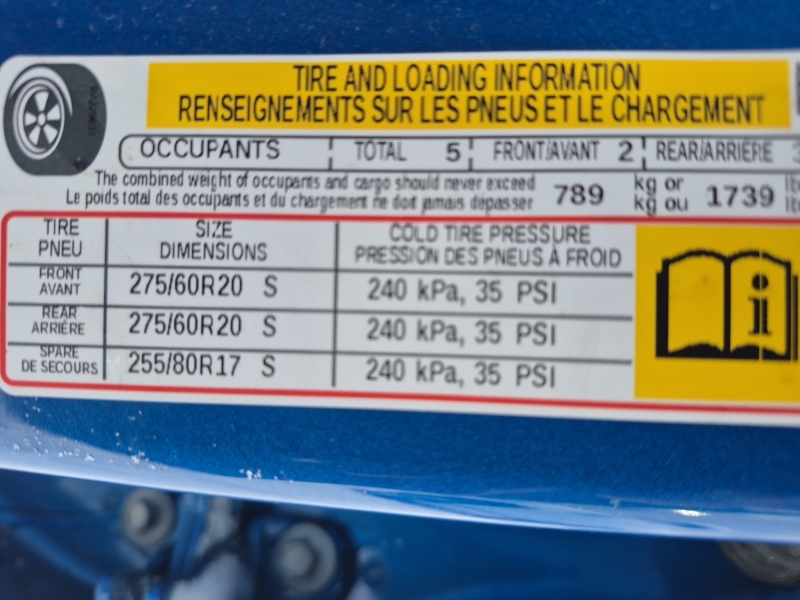 TIRE AND LOADING INFORMATION
RENSEIGNEMENTS SUR LES PNEUS ET LE CHARGEMENT
OCCUPANTS TOTAL 5 FRONT/AVANT 2 REAR/ARRIÈRE
The combined weight of occupants and cargo should never exceed
Le poids total des occupants et du chargement ne doit jamais dépasser
789 kg or kg ou 1739
TIRE PNEU SIZE DIMENSIONS COLD TIRE PRESSURE PRESSION DES PNEUS À FROID
FRONT AVANT 275/60R20 S 240 kPa, 35 PSI
REAR ARRIÈRE 275/60R20 S 240 kPa, 35 PSI
SPARE DE SECOURS 255/80R17 S 240 kPa, 35 PSI